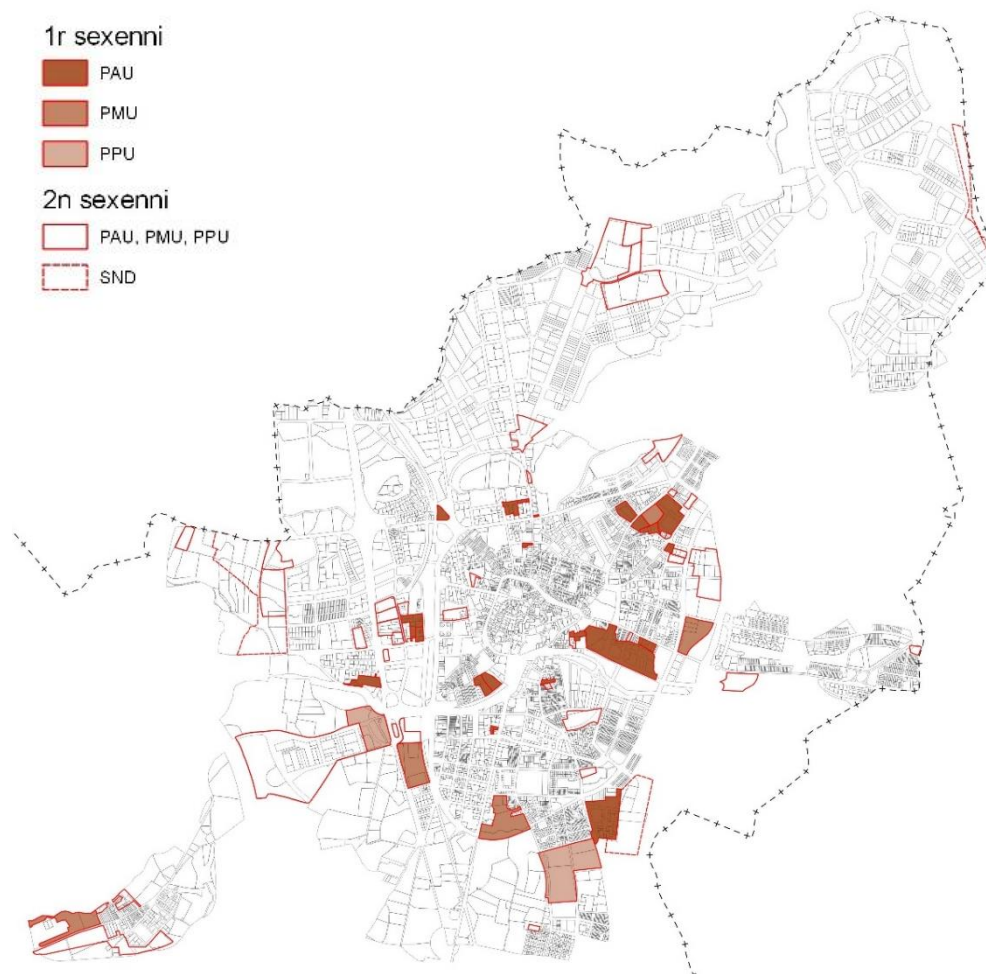 1r sexenni
PAU
PMU
PPU
2n sexenni
PAU, PMU, PPU
SND